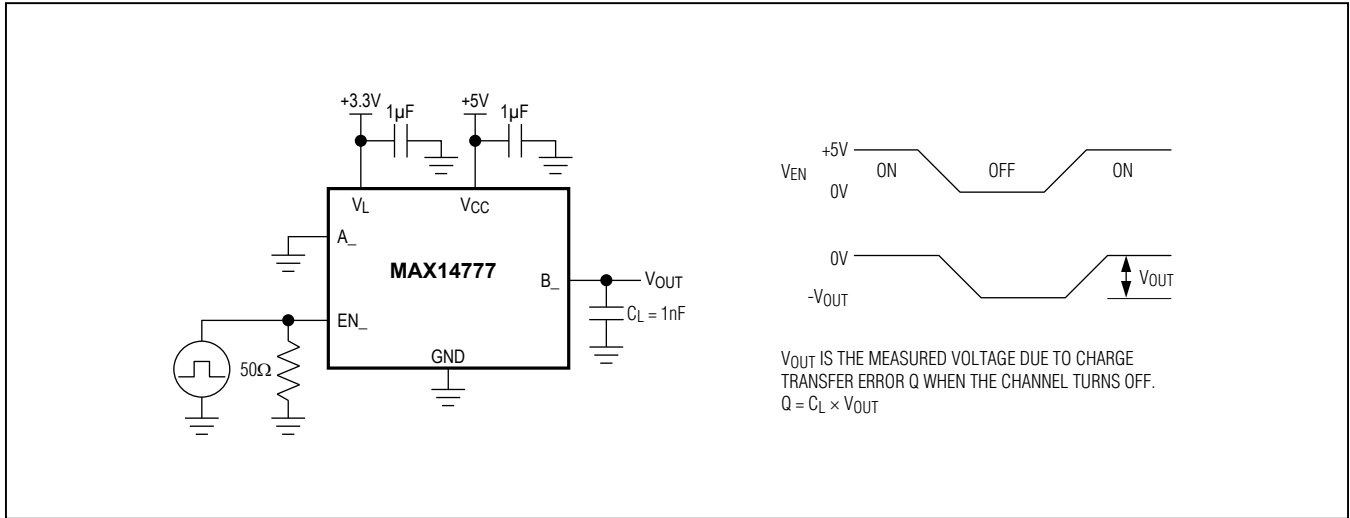 +3.3V 1µF +5V 1µF
VL VCC
A_
MAX14777
B_ VOUT
CL = 1nF
EN_
50Ω
GND
+5V
VEN ON OFF ON
0V
0V
VOUT
-VOUT
VOUT IS THE MEASURED VOLTAGE DUE TO CHARGE
TRANSFER ERROR Q WHEN THE CHANNEL TURNS OFF.
Q = CL × VOUT